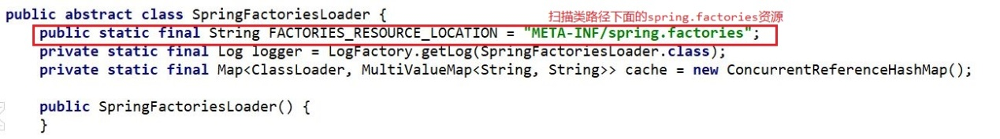 public abstract class SpringFactoriesLoader {
扫描类路径下面的spring.factories资源
public static final String FACTORIES_RESOURCE_LOCATION = "META-INF/spring.factories";
private static final Log logger = LogFactory.getLog(SpringFactoriesLoader.class);
private static final Map<ClassLoader, MultiValueMap<String, String>> cache = new ConcurrentReferenceHashMap();
public SpringFactoriesLoader() {
}